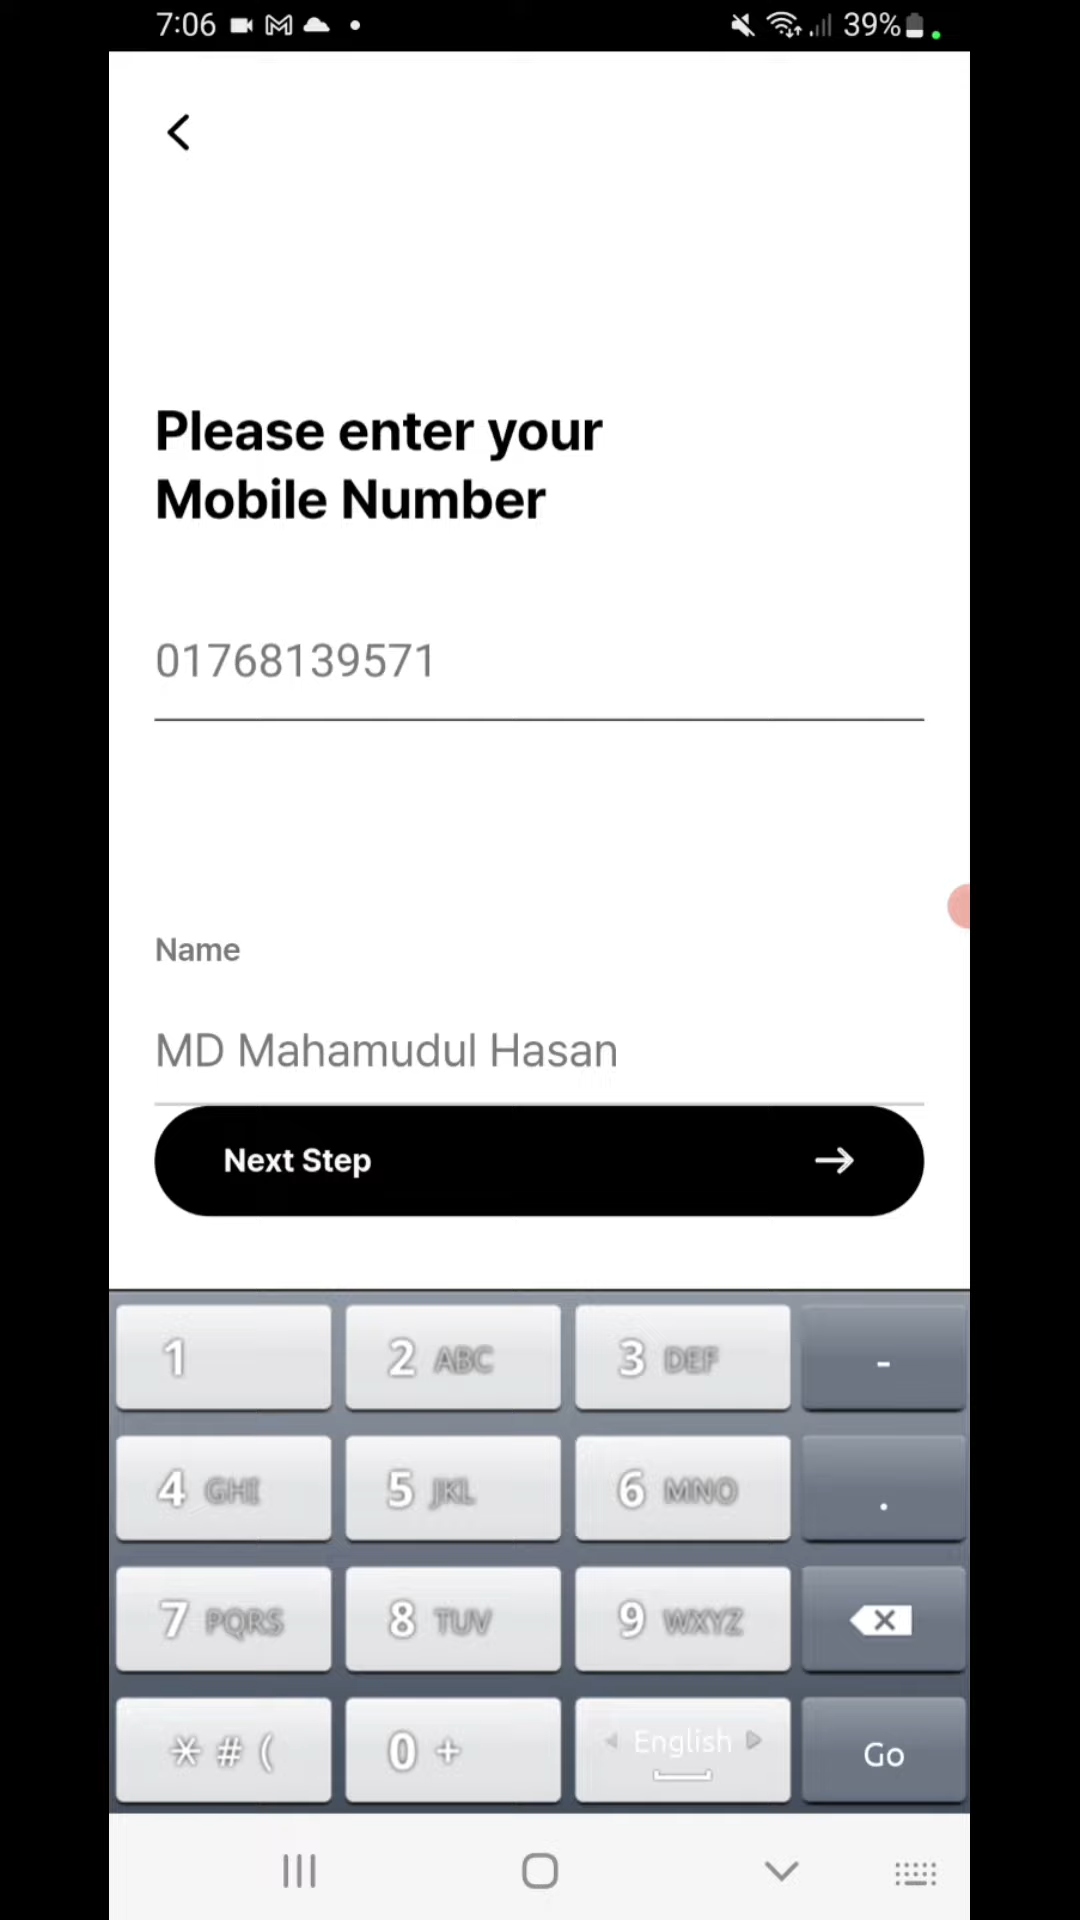 7:06 39%
Please enter your
Mobile Number
01768139571
Name
MD Mahamudul Hasan
Next Step
1 2 ABC 3 DEF -
4 GHI 5 JKL 6 MNO .
7 PQRS 8 TUV 9 WXYZ
* # ( 0 + English Go